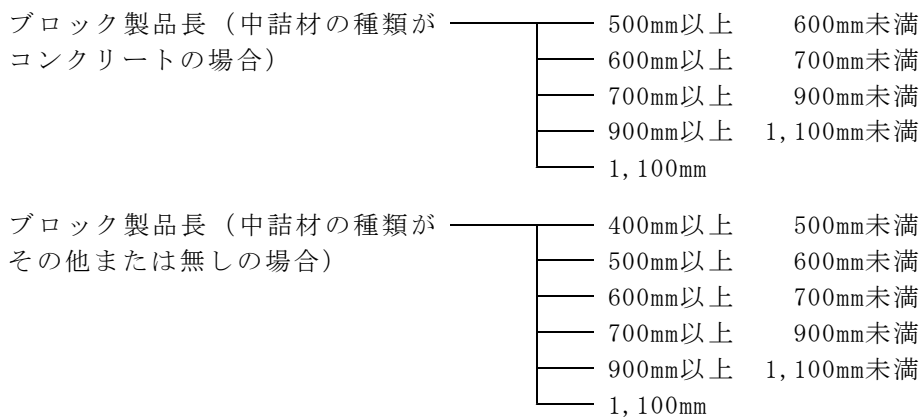 ブロック製品長（中詰材の種類が 500mm以上 600mm未満
コンクリートの場合） 600mm以上 700mm未満
700mm以上 900mm未満
900mm以上 1,100mm未満
1,100mm
ブロック製品長（中詰材の種類が 400mm以上 500mm未満
その他または無しの場合） 500mm以上 600mm未満
600mm以上 700mm未満
700mm以上 900mm未満
900mm以上 1,100mm未満
1,100mm